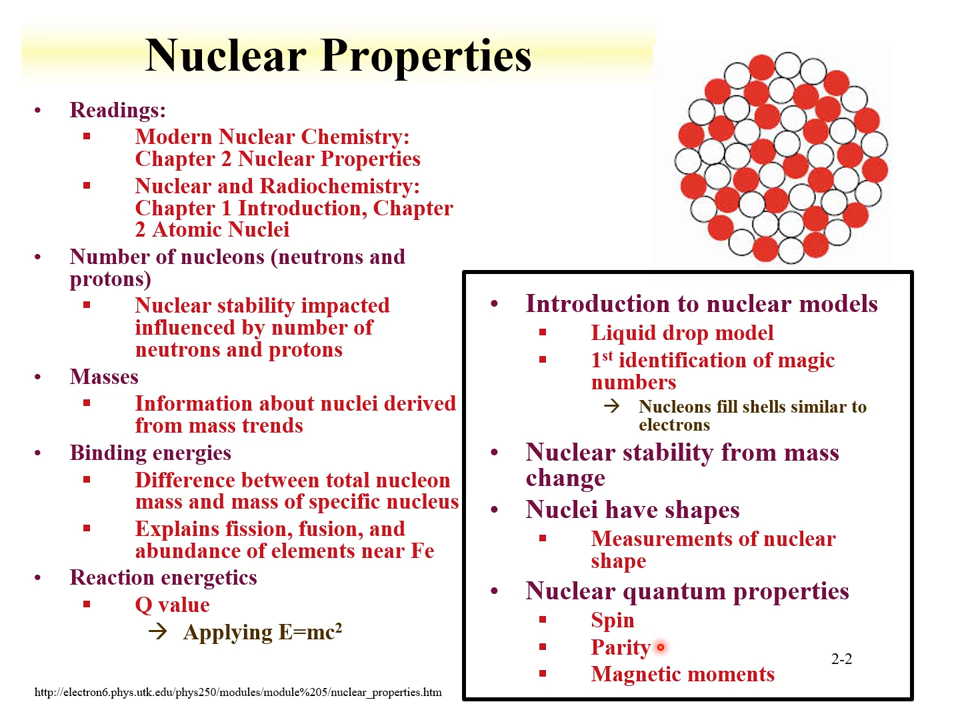 Nuclear Properties
• Readings:
▪ Modern Nuclear Chemistry:
Chapter 2 Nuclear Properties
▪ Nuclear and Radiochemistry:
Chapter 1 Introduction, Chapter
2 Atomic Nuclei
• Number of nucleons (neutrons and
protons)
▪ Nuclear stability impacted
influenced by number of
neutrons and protons
• Masses
▪ Information about nuclei derived
from mass trends
• Binding energies
▪ Difference between total nucleon
mass and mass of specific nucleus
▪ Explains fission, fusion, and
abundance of elements near Fe
• Reaction energetics
▪ Q value
→ Applying E=mc²
http://electron6.phys.utk.edu/phys250/modules/module%205/nuclear_properties.htm
• Introduction to nuclear models
▪ Liquid drop model
▪ 1st identification of magic
numbers
→ Nucleons fill shells similar to
electrons
• Nuclear stability from mass
change
• Nuclei have shapes
▪ Measurements of nuclear
shape
• Nuclear quantum properties
▪ Spin
▪ Parity
▪ Magnetic moments
2-2